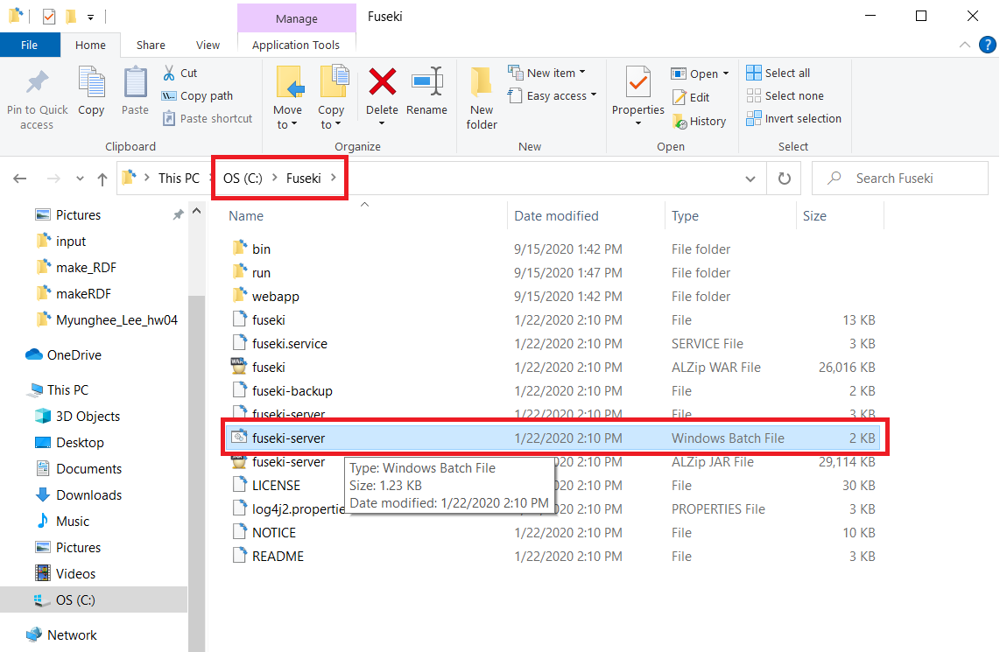 Manage Fuseki
File Home Share View Application Tools
Pin to Quick access
Copy
Paste
Cut
Copy path
Paste shortcut
Clipboard
Move to
Copy to
Delete
Rename
Organize
New folder
New item
Easy access
New
Properties
Open
Edit
History
Open
Select all
Select none
Invert selection
Select
This PC OS (C:) Fuseki
Search Fuseki
Pictures
input
make_RDF
makeRDF
Myunghee_Lee_hw04
OneDrive
This PC
3D Objects
Desktop
Documents
Downloads
Music
Pictures
Videos
OS (C:)
Network
Name Date modified Type Size
bin 9/15/2020 1:42 PM File folder
run 9/15/2020 1:47 PM File folder
webapp 9/15/2020 1:42 PM File folder
fuseki 1/22/2020 2:10 PM File 13 KB
fuseki.service 1/22/2020 2:10 PM SERVICE File 3 KB
fuseki 1/22/2020 2:10 PM ALZip WAR File 26,016 KB
fuseki-backup 1/22/2020 2:10 PM File 2 KB
fuseki-server 1/22/2020 2:10 PM File 3 KB
fuseki-server 1/22/2020 2:10 PM Windows Batch File 2 KB
fuseki-server 2:10 PM ALZip JAR File 29,114 KB
Type: Windows Batch File
Size: 1.23 KB
Date modified: 1/22/2020 2:10 PM
LICENSE 2:10 PM File 30 KB
log4j2.propertie 2:10 PM PROPERTIES File 3 KB
NOTICE 1/22/2020 2:10 PM File 10 KB
README 1/22/2020 2:10 PM File 3 KB